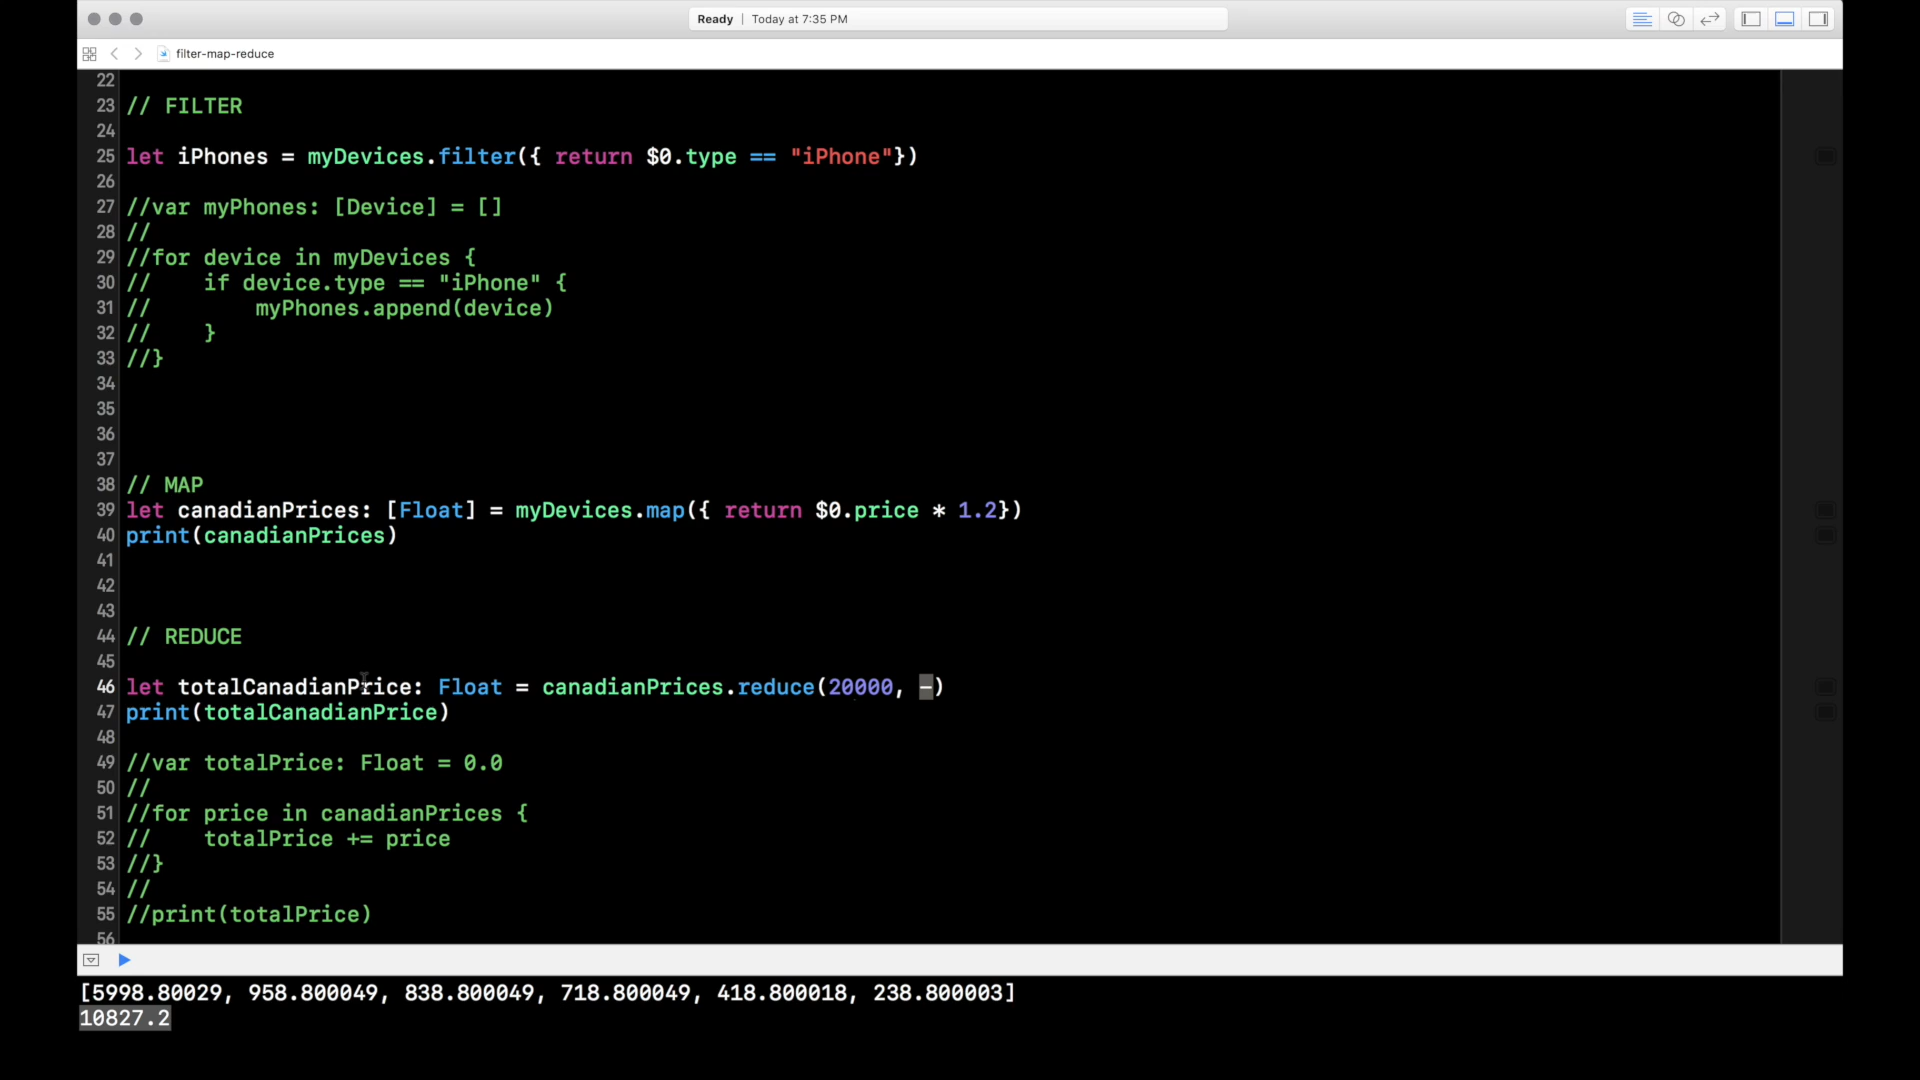 Ready | Today at 7:35 PM
filter-map-reduce
22
23 // FILTER
24
25 let iPhones = myDevices.filter({ return $0.type == "iPhone"})
26
27 //var myPhones: [Device] = []
28 //
29 //for device in myDevices {
30 //    if device.type == "iPhone" {
31 //        myPhones.append(device)
32 //    }
33 //}
34
35
36
37
38 // MAP
39 let canadianPrices: [Float] = myDevices.map({ return $0.price * 1.2})
40 print(canadianPrices)
41
42
43
44 // REDUCE
45
46 let totalCanadianPrice: Float = canadianPrices.reduce(20000, -)
47 print(totalCanadianPrice)
48
49 //var totalPrice: Float = 0.0
50 //
51 //for price in canadianPrices {
52 //    totalPrice += price
53 //}
54 //
55 //print(totalPrice)
56
[5998.80029, 958.800049, 838.800049, 718.800049, 418.800018, 238.800003]
10827.2